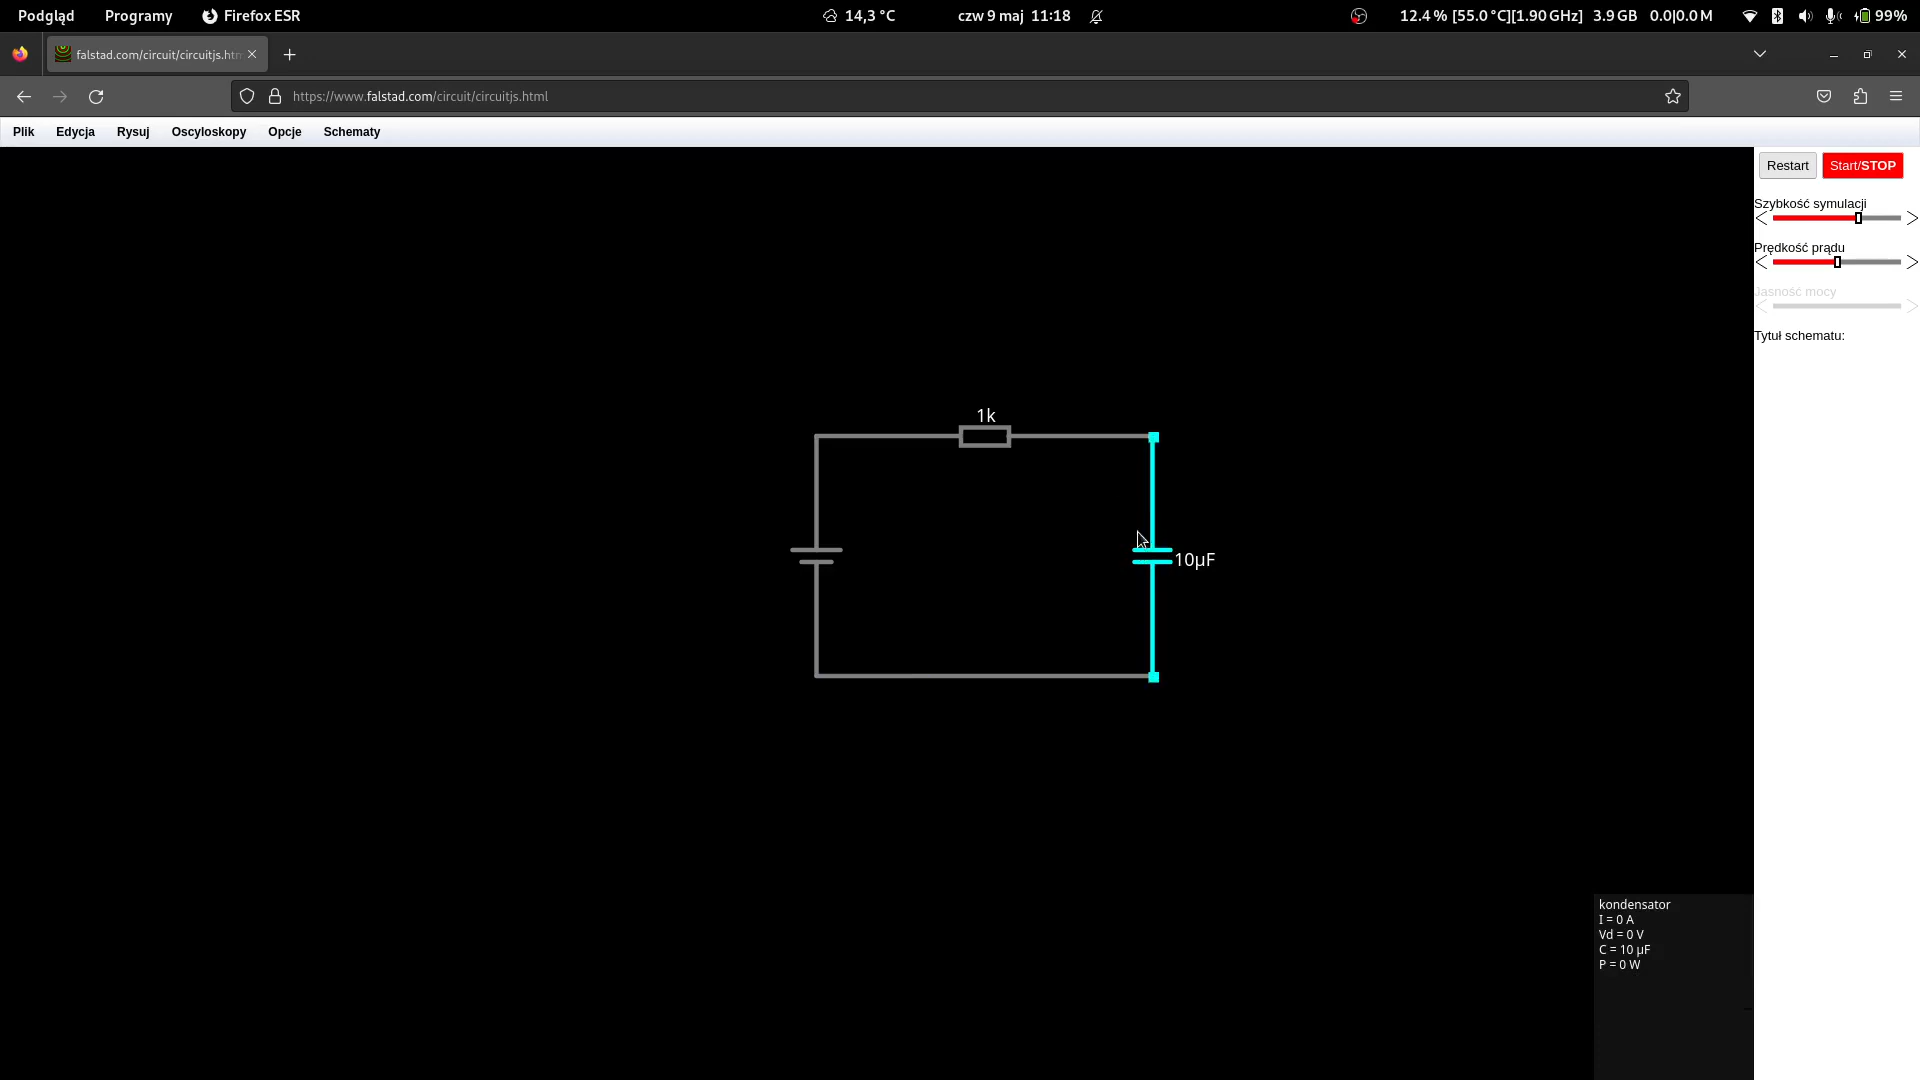 Podgląd Programy Firefox ESR 14,3 °C czw 9 maj 11:18 12.4 % [55.0 °C][1.90 GHz] 3.9 GB 0.0|0.0 M 99%
falstad.com/circuit/circuitjs.htm
https://www.falstad.com/circuit/circuitjs.html
Plik Edycja Rysuj Oscyloskopy Opcje Schematy
Restart Start/STOP
Szybkość symulacji
Prędkość prądu
Jasność mocy
Tytuł schematu:
1k
10μF
kondensator
I = 0 A
Vd = 0 V
C = 10 μF
P = 0 W